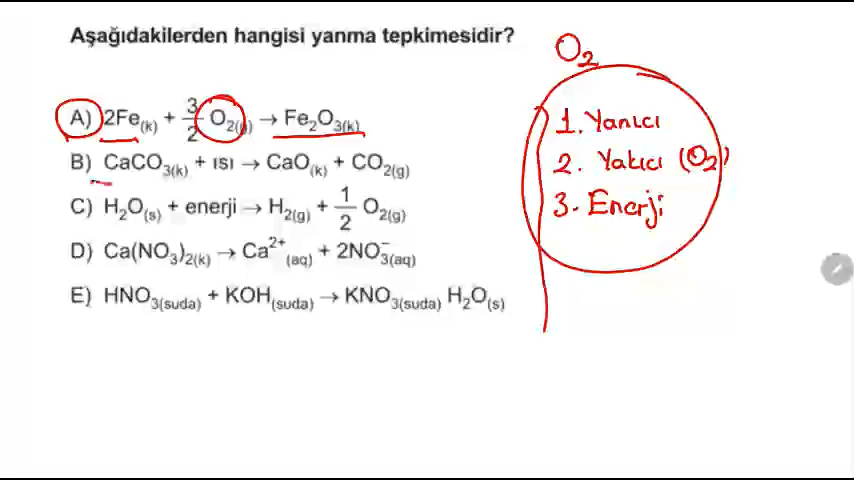 Aşağıdakilerden hangisi yanma tepkimesidir?
O₂
A) 2Fe(k) + 3/2 O₂(g) → Fe₂O₃(k)
1. Yanıcı
B) CaCO₃(k) + ısı → CaO(k) + CO₂(g)
2. Yakıcı (O₂)
C) H₂O(s) + enerji → H₂(g) + 1/2 O₂(g)
3. Enerji
D) Ca(NO₃)₂(k) → Ca²⁺(aq) + 2NO₃⁻(aq)
E) HNO₃(suda) + KOH(suda) → KNO₃(suda) H₂O(s)